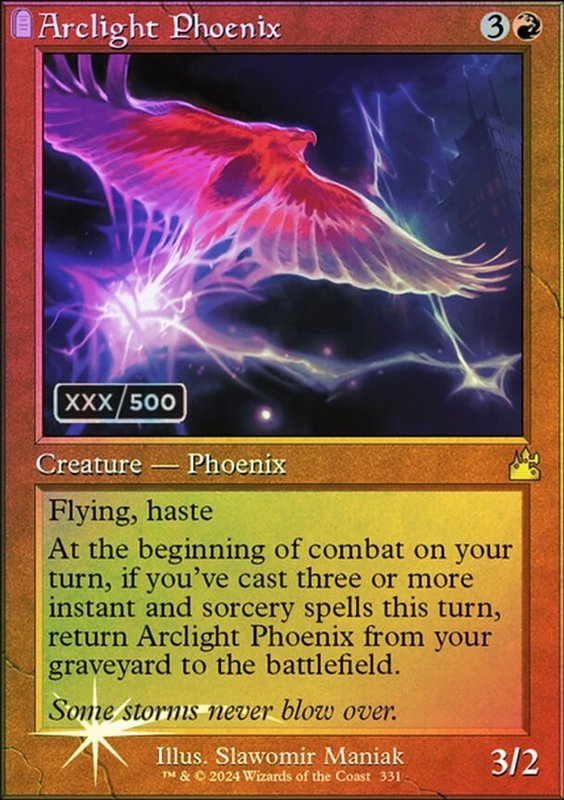 Arclight Phoenix 3
XXX/500
Creature — Phoenix
Flying, haste
At the beginning of combat on your
turn, if you've cast three or more
instant and sorcery spells this turn,
return Arclight Phoenix from your
graveyard to the battlefield.
Some storms never blow over.
Illus. Slawomir Maniak
™ & © 2024 Wizards of the Coast 331
3/2